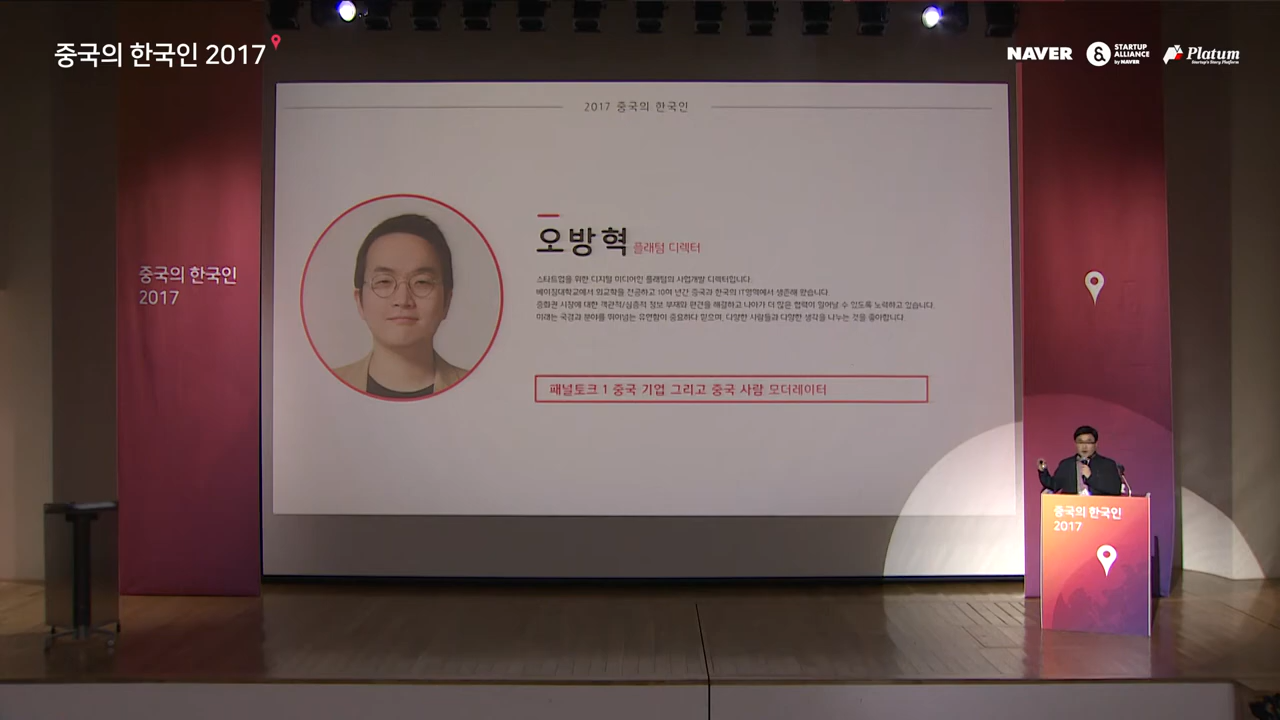 중국의 한국인 2017
NAVER
& STARTUP ALLIANCE by NAVER
Platum
Startup's Story Platform
2017 중국의 한국인
오방혁 플래텀 디렉터
스타트업을 위한 디지털 미디어인 플래텀의 사업개발 디렉터입니다.
베이징대학교에서 외교학을 전공하고 10여 년간 중국과 한국의 IT영역에서 생존해 왔습니다.
중화권 시장에 대한 객관적/심층적 정보 부재와 편견을 해결하고 나아가 더 많은 협력이 일어날 수 있도록 노력하고 있습니다.
미래는 국경과 분야를 뛰어넘는 유연함이 중요하다 믿으며, 다양한 사람들과 다양한 생각을 나누는 것을 좋아합니다.
패널토크 1 중국 기업 그리고 중국 사람 모더레이터
중국의 한국인
2017
중국의 한국인
2017